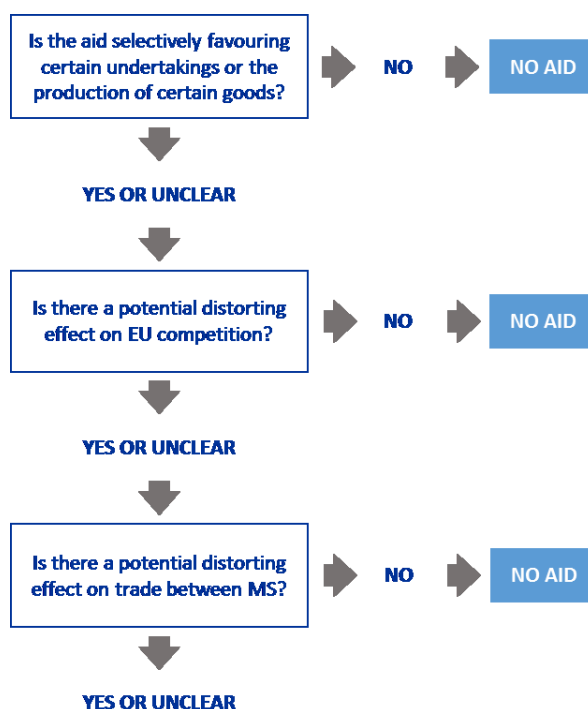 Is the aid selectively favouring
certain undertakings or the
production of certain goods?
NO
NO AID
YES OR UNCLEAR
Is there a potential distorting
effect on EU competition?
NO
NO AID
YES OR UNCLEAR
Is there a potential distorting
effect on trade between MS?
NO
NO AID
YES OR UNCLEAR